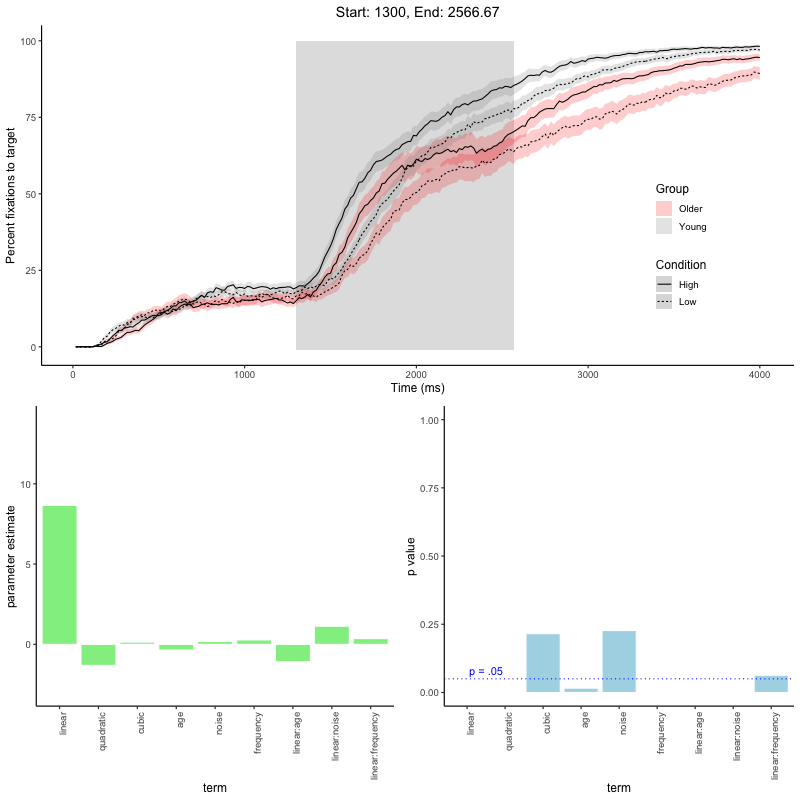 Start: 1300, End: 2566.67
Percent fixations to target
100
75
50
25
0
0
1000
2000
3000
4000
Time (ms)
Group
Older
Young
Condition
High
Low
parameter estimate
10
5
0
linear
quadratic
cubic
age
noise
frequency
linear:age
linear:noise
linear:frequency
term
p value
1.00
0.75
0.50
0.25
0.00
p = .05
linear
quadratic
cubic
age
noise
frequency
linear:age
linear:noise
linear:frequency
term